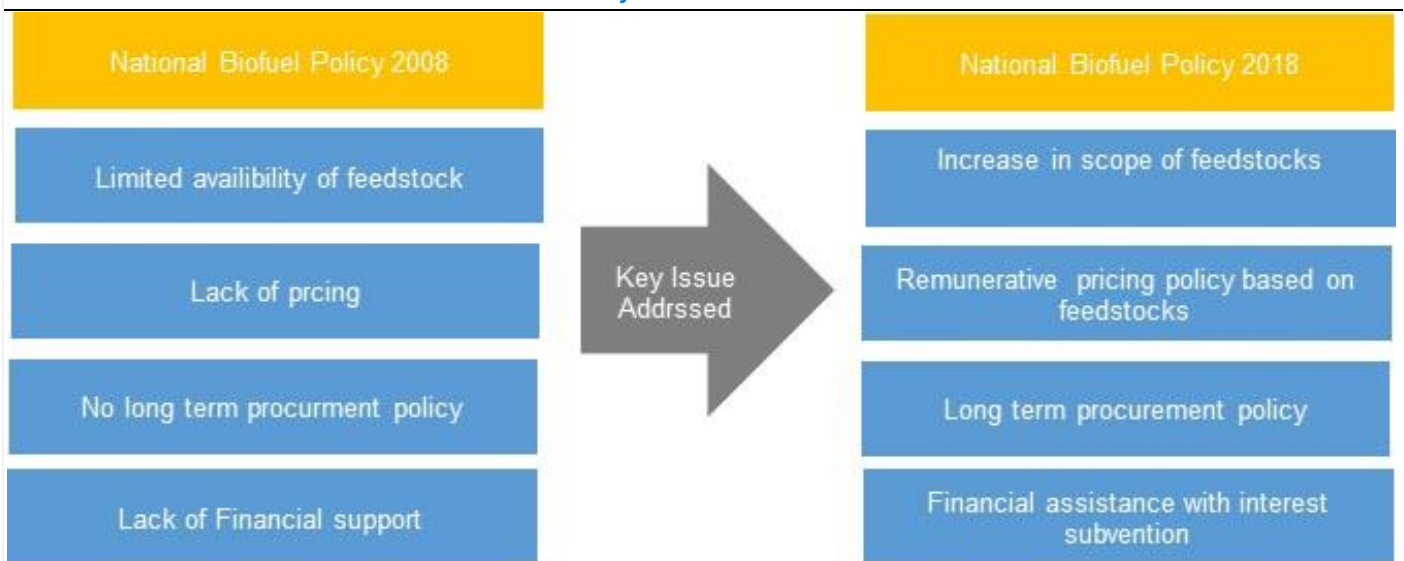 National Biofuel Policy 2008
Limited availibility of feedstock
Lack of prcing
No long term procurment policy
Lack of Financial support
Key Issue
Addrssed
National Biofuel Policy 2018
Increase in scope of feedstocks
Remunerative pricing policy based on
feedstocks
Long term procurement policy
Financial assistance with interest
subvention